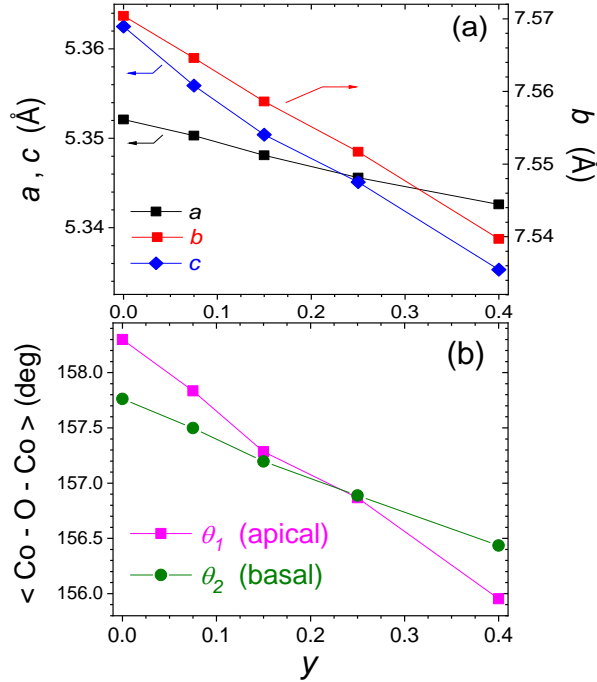 (a)
a , c (Å)
5.36
5.35
5.34
7.57
7.56
7.55
7.54
b (Å)
a
b
c
0.0 0.1 0.2 0.3 0.4
(b)
< Co - O - Co > (deg)
158.0
157.5
157.0
156.5
156.0
θ1 (apical)
θ2 (basal)
0.0 0.1 0.2 0.3 0.4
y